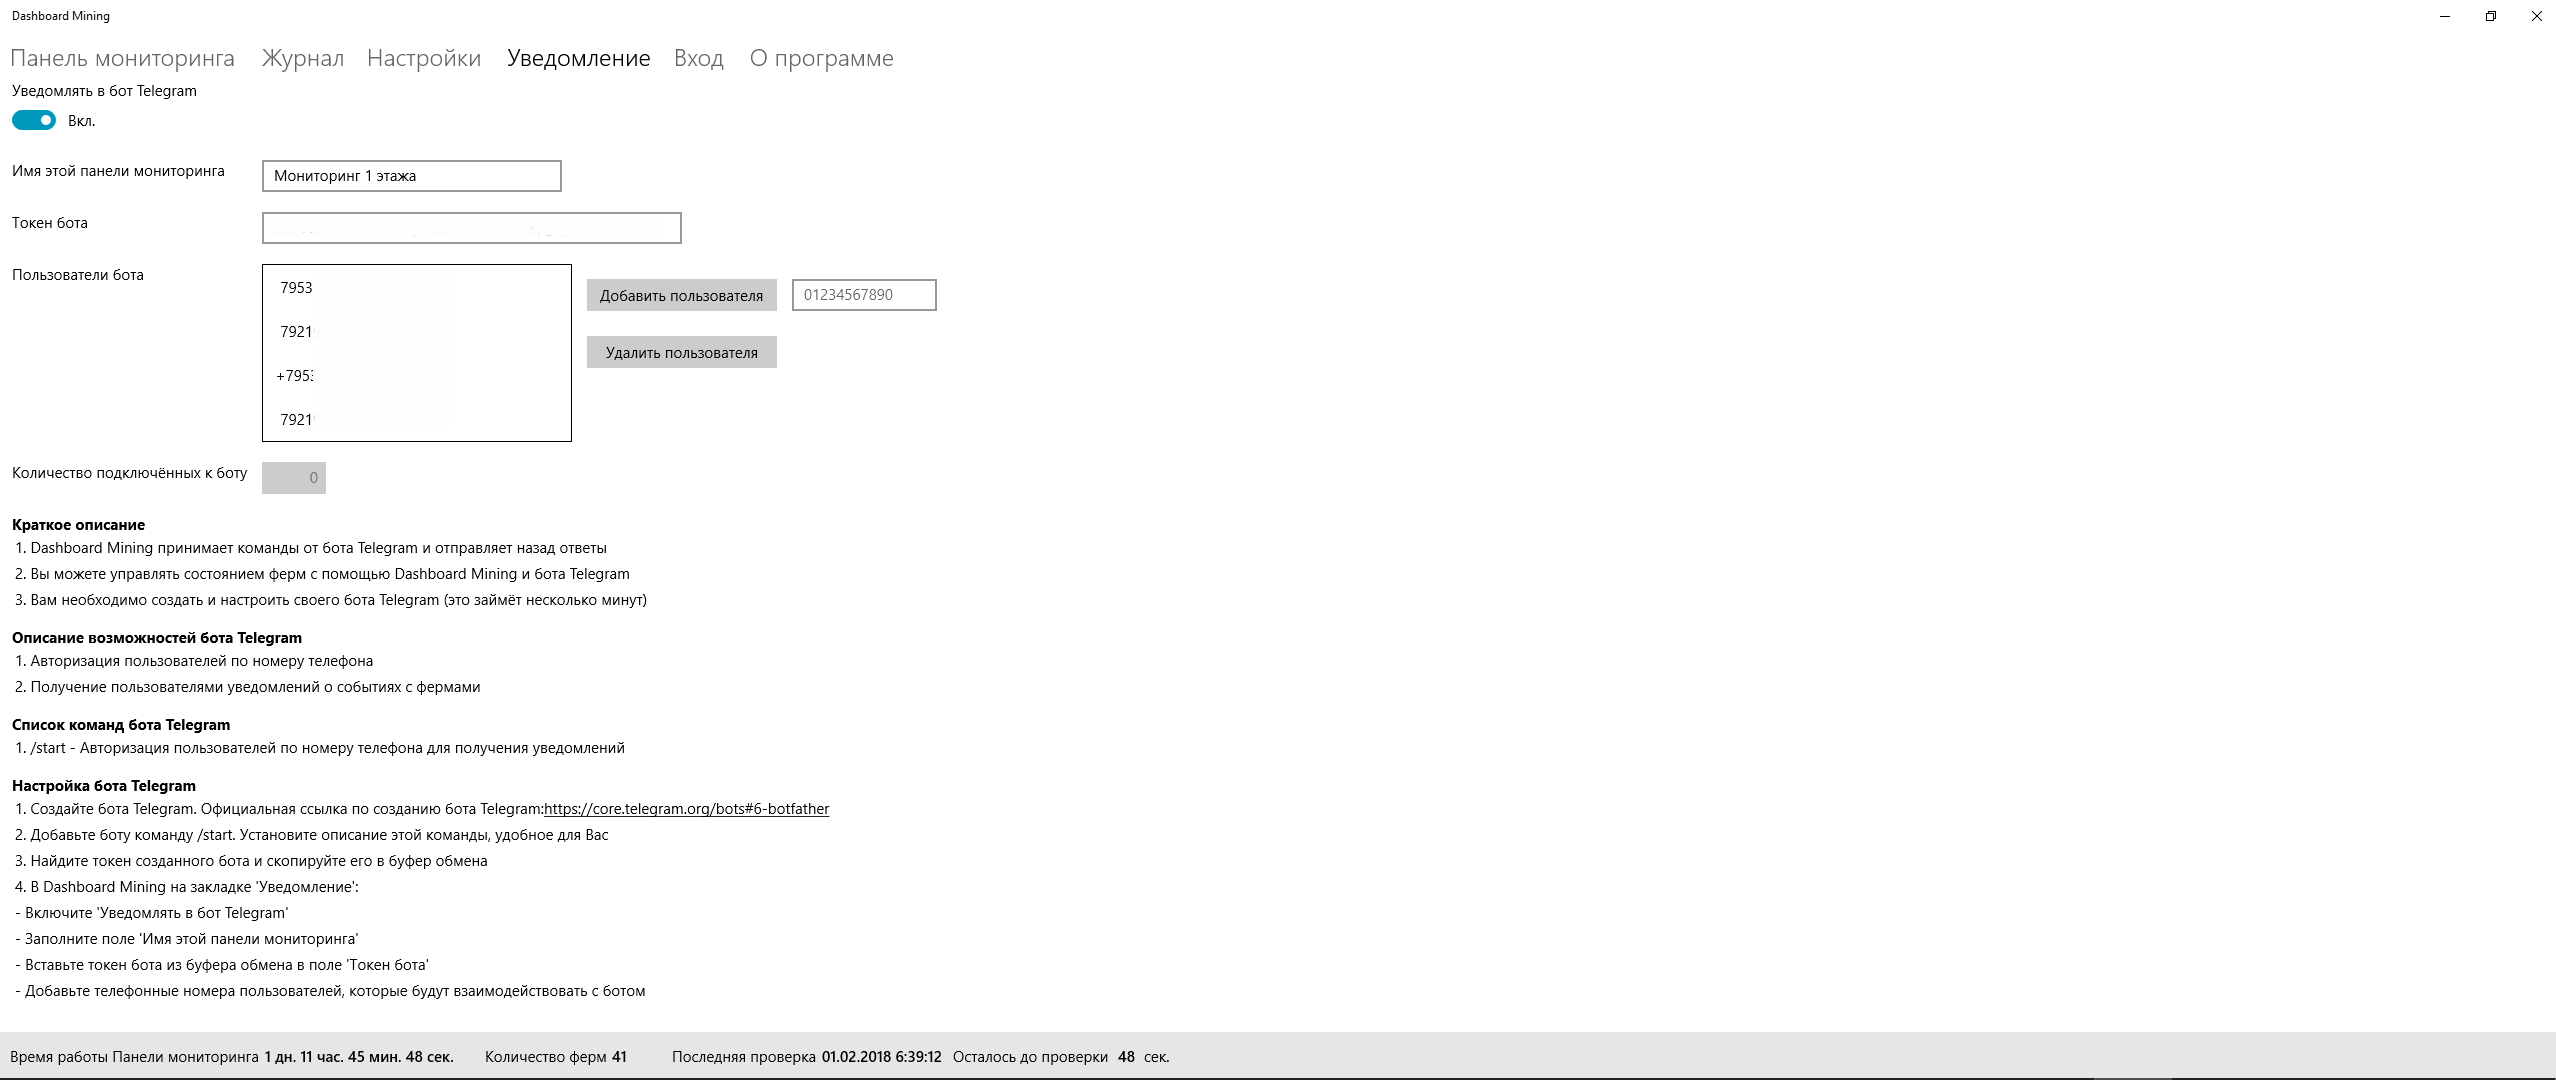 Dashboard Mining
Панель мониторинга Журнал Настройки Уведомление Вход О программе
Уведомлять в бот Telegram
Вкл.
Имя этой панели мониторинга Мониторинг 1 этажа
Токен бота
Пользователи бота
7953
Добавить пользователя 01234567890
7921
Удалить пользователя
+7953
7921
Количество подключённых к боту 0
Краткое описание
1. Dashboard Mining принимает команды от бота Telegram и отправляет назад ответы
2. Вы можете управлять состоянием ферм с помощью Dashboard Mining и бота Telegram
3. Вам необходимо создать и настроить своего бота Telegram (это займёт несколько минут)
Описание возможностей бота Telegram
1. Авторизация пользователей по номеру телефона
2. Получение пользователями уведомлений о событиях с фермами
Список команд бота Telegram
1. /start - Авторизация пользователей по номеру телефона для получения уведомлений
Настройка бота Telegram
1. Создайте бота Telegram. Официальная ссылка по созданию бота Telegram:https://core.telegram.org/bots#6-botfather
2. Добавьте боту команду /start. Установите описание этой команды, удобное для Вас
3. Найдите токен созданного бота и скопируйте его в буфер обмена
4. В Dashboard Mining на закладке 'Уведомление':
- Включите 'Уведомлять в бот Telegram'
- Заполните поле 'Имя этой панели мониторинга'
- Вставьте токен бота из буфера обмена в поле 'Токен бота'
- Добавьте телефонные номера пользователей, которые будут взаимодействовать с ботом
Время работы Панели мониторинга 1 дн. 11 час. 45 мин. 48 сек. Количество ферм 41 Последняя проверка 01.02.2018 6:39:12 Осталось до проверки 48 сек.